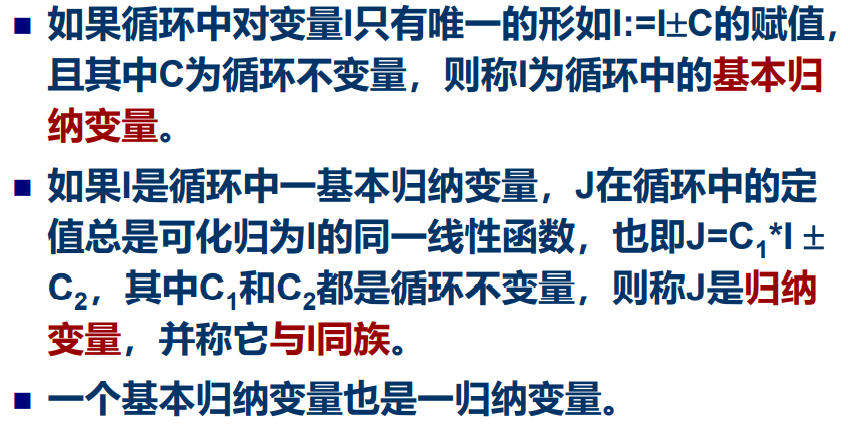 ■ 如果循环中对变量I只有唯一的形如I:=I±C的赋值，
且其中C为循环不变量，则称I为循环中的基本归
纳变量。
■ 如果I是循环中一基本归纳变量，J在循环中的定
值总是可化归为I的同一线性函数，也即J=C₁*I ±
C₂，其中C₁和C₂都是循环不变量，则称J是归纳
变量，并称它与I同族。
■ 一个基本归纳变量也是一归纳变量。